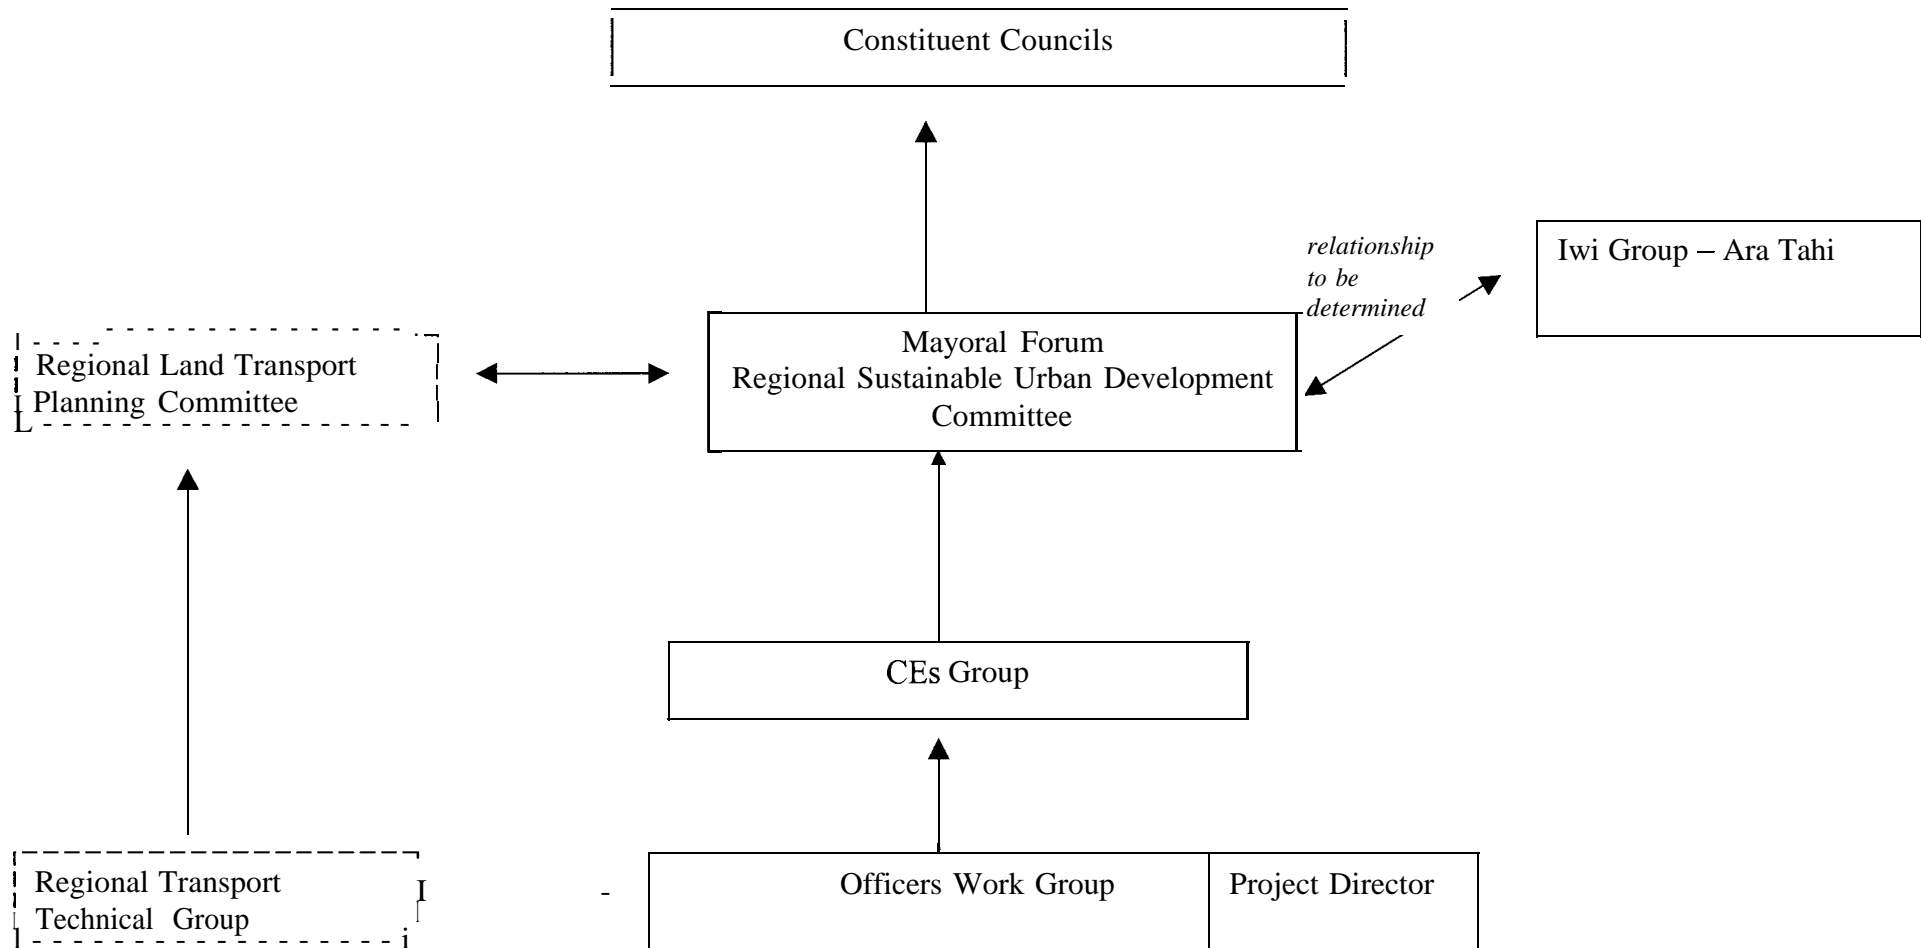 Constituent Councils
relationship
to be
determined
Iwi Group – Ara Tahi
Regional Land Transport
Planning Committee
Mayoral Forum
Regional Sustainable Urban Development
Committee
CEs Group
Regional Transport
Technical Group
Officers Work Group
Project Director